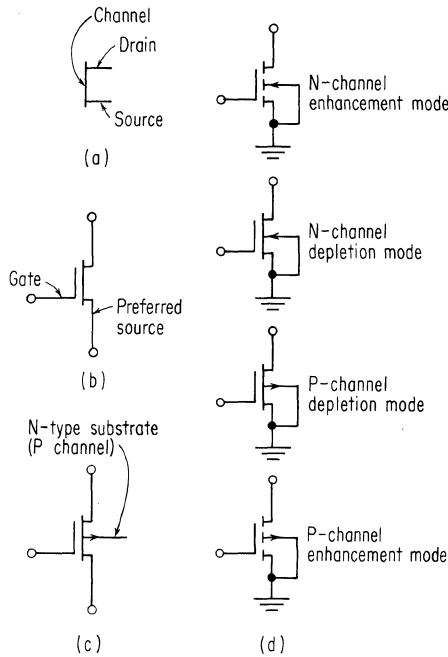 Channel
Drain
Source
(a)
Gate
Preferred
source
(b)
N-type substrate
(P channel)
(c)
N-channel
enhancement mode
N-channel
depletion mode
P-channel
depletion mode
P-channel
enhancement mode
(d)